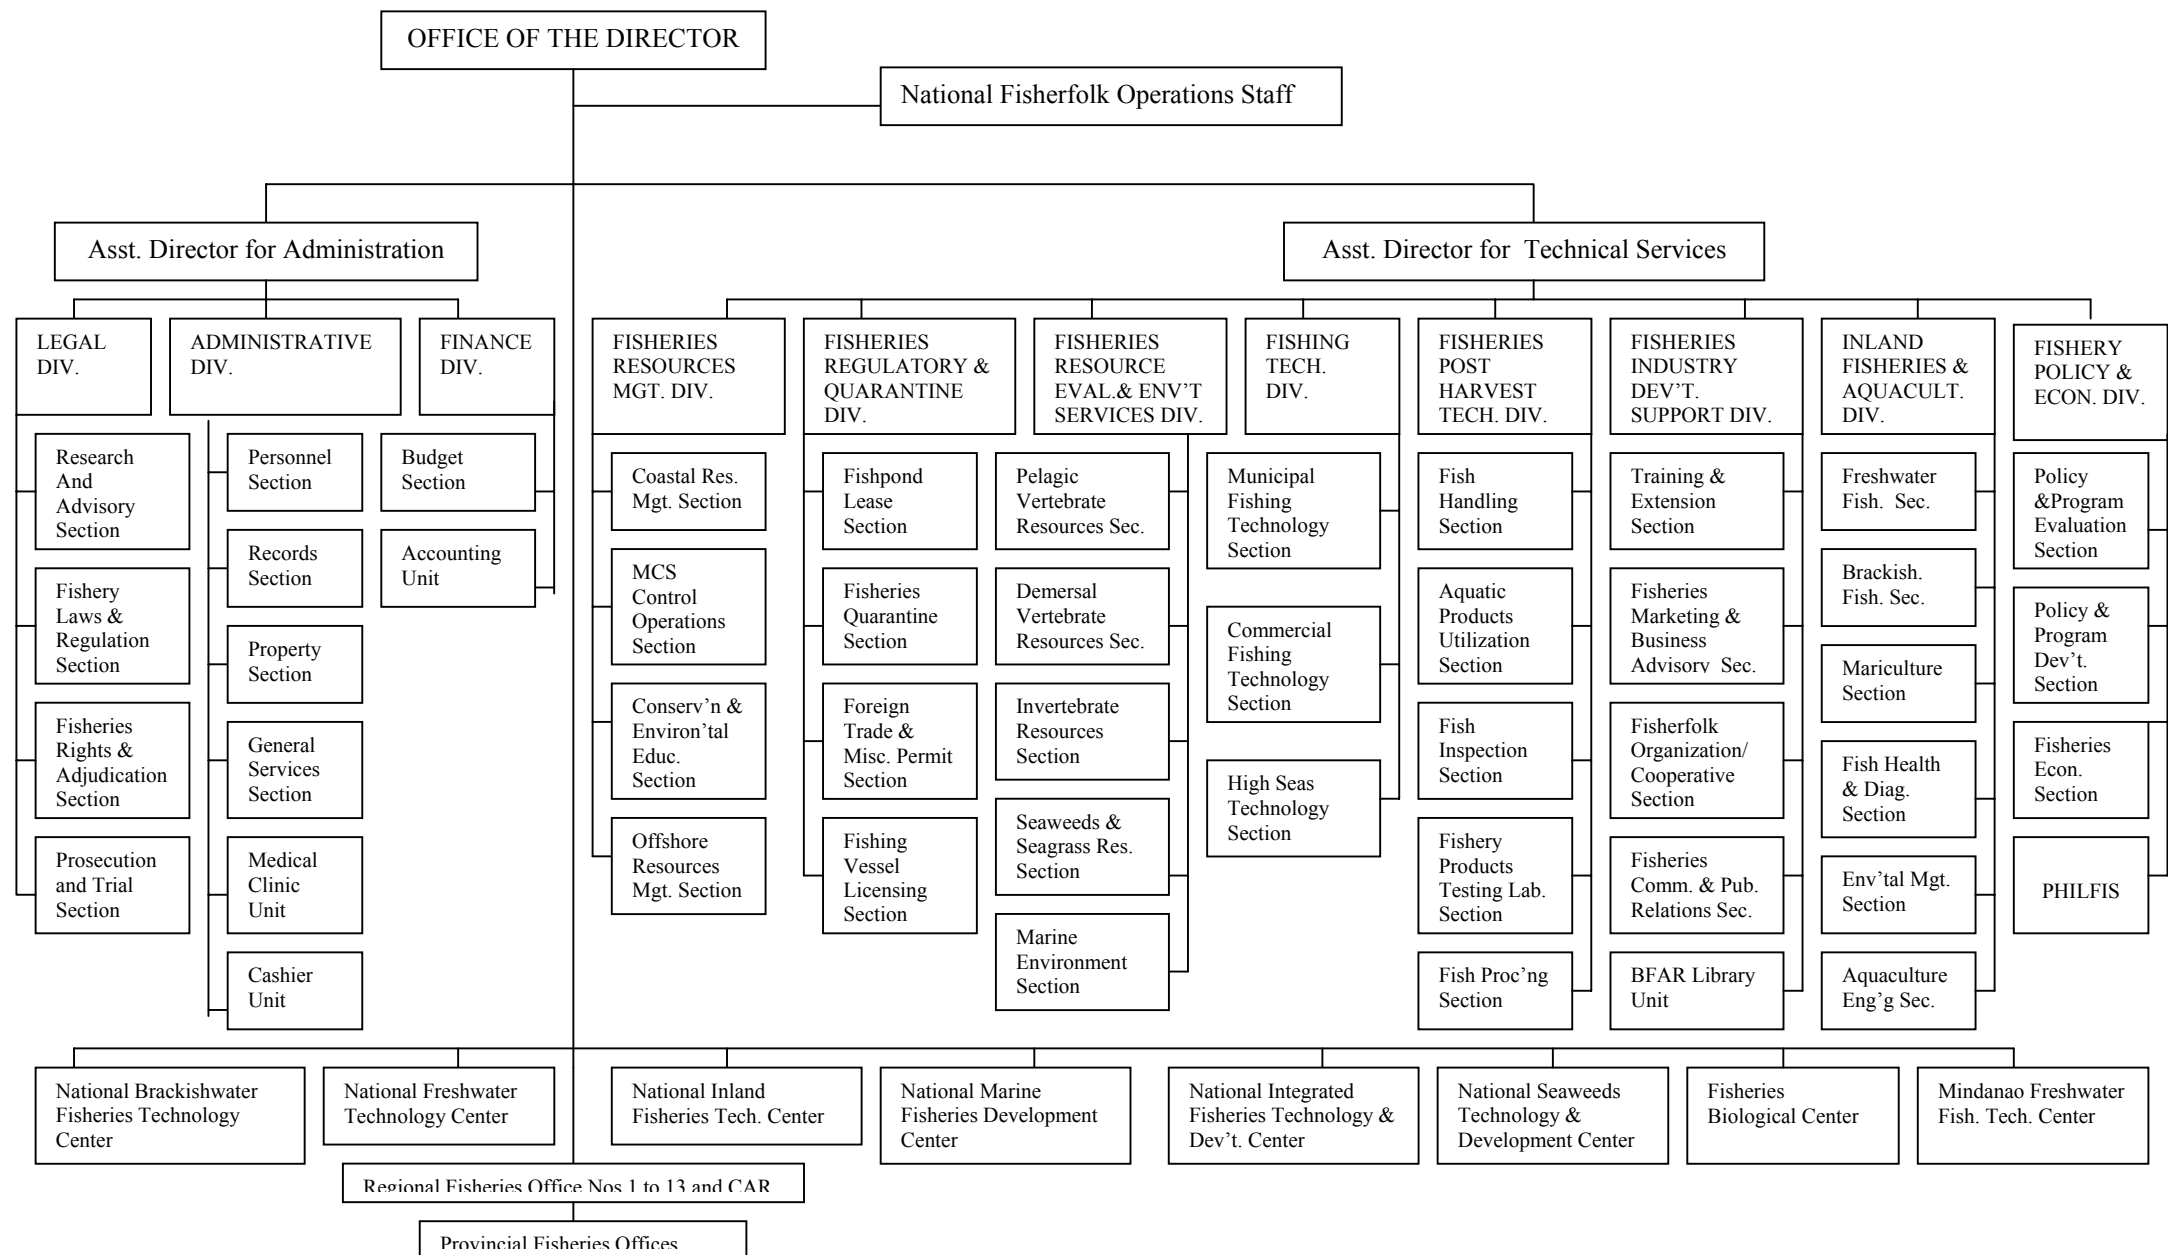 OFFICE OF THE DIRECTOR
National Fisherfolk Operations Staff
Asst. Director for Administration
Asst. Director for  Technical Services
LEGAL
DIV.
ADMINISTRATIVE
DIV.
FINANCE
DIV.
FISHERIES
RESOURCES
MGT. DIV.
FISHERIES
REGULATORY &
QUARANTINE
DIV.
FISHERIES
RESOURCE
EVAL.& ENV'T
SERVICES DIV.
FISHING
TECH.
DIV.
FISHERIES
POST
HARVEST
TECH. DIV.
FISHERIES
INDUSTRY
DEV'T.
SUPPORT DIV.
INLAND
FISHERIES &
AQUACULT.
DIV.
FISHERY
POLICY &
ECON. DIV.
Research
And
Advisory
Section
Fishery
Laws &
Regulation
Section
Fisheries
Rights &
Adjudication
Section
Prosecution
and Trial
Section
Personnel
Section
Records
Section
Property
Section
General
Services
Section
Medical
Clinic
Unit
Cashier
Unit
Budget
Section
Accounting
Unit
Coastal Res.
Mgt. Section
MCS
Control
Operations
Section
Conserv'n &
Environ'tal
Educ.
Section
Offshore
Resources
Mgt. Section
Fishpond
Lease
Section
Fisheries
Quarantine
Section
Foreign
Trade &
Misc. Permit
Section
Fishing
Vessel
Licensing
Section
Pelagic
Vertebrate
Resources Sec.
Demersal
Vertebrate
Resources Sec.
Invertebrate
Resources
Section
Seaweeds &
Seagrass Res.
Section
Marine
Environment
Section
Municipal
Fishing
Technology
Section
Commercial
Fishing
Technology
Section
High Seas
Technology
Section
Fish
Handling
Section
Aquatic
Products
Utilization
Section
Fish
Inspection
Section
Fishery
Products
Testing Lab.
Section
Fish Proc'ng
Section
Training &
Extension
Section
Fisheries
Marketing &
Business
Advisory  Sec.
Fisherfolk
Organization/
Cooperative
Section
Fisheries
Comm. & Pub.
Relations Sec.
BFAR Library
Unit
Freshwater
Fish.  Sec.
Brackish.
Fish. Sec.
Mariculture
Section
Fish Health
& Diag.
Section
Env'tal Mgt.
Section
Aquaculture
Eng'g Sec.
Policy
&Program
Evaluation
Section
Policy &
Program
Dev't.
Section
Fisheries
Econ.
Section
PHILFIS
National Brackishwater
Fisheries Technology
Center
National Freshwater
Technology Center
National Inland
Fisheries Tech. Center
National Marine
Fisheries Development
Center
National Integrated
Fisheries Technology &
Dev't. Center
National Seaweeds
Technology &
Development Center
Fisheries
Biological Center
Mindanao Freshwater
Fish. Tech. Center
Regional Fisheries Office Nos 1 to 13 and CAR
Provincial Fisheries Offices